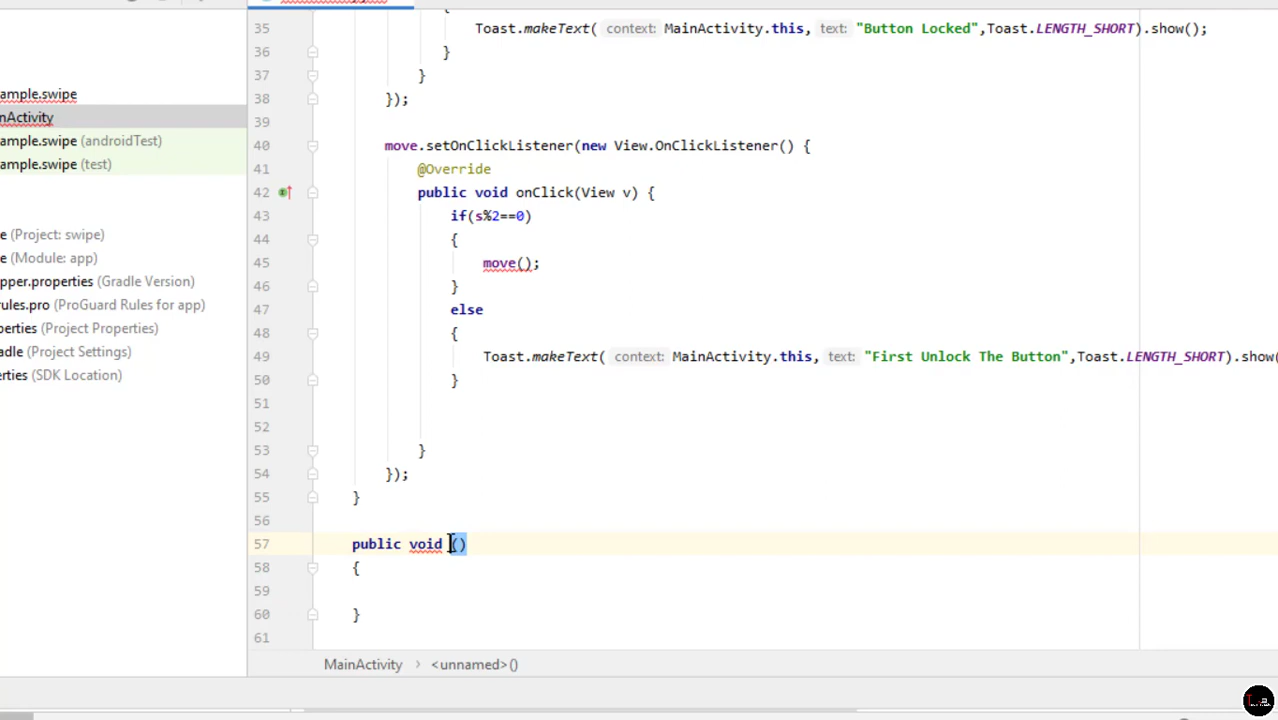 35 Toast.makeText( context: MainActivity.this, text: "Button Locked",Toast.LENGTH_SHORT).show();
36 }
37 }
38 });
39
40 move.setOnClickListener(new View.OnClickListener() {
41 @Override
42 public void onClick(View v) {
43 if(s%2==0)
44 {
45 move();
46 }
47 else
48 {
49 Toast.makeText( context: MainActivity.this, text: "First Unlock The Button",Toast.LENGTH_SHORT).show(
50 }
51
52
53 }
54 });
55 }
56
57 public void ()
58 {
59
60 }
61
ample.swipe
nActivity
ample.swipe (androidTest)
ample.swipe (test)
e (Project: swipe)
e (Module: app)
pper.properties (Gradle Version)
rules.pro (ProGuard Rules for app)
perties (Project Properties)
adle (Project Settings)
erties (SDK Location)
MainActivity › <unnamed>()